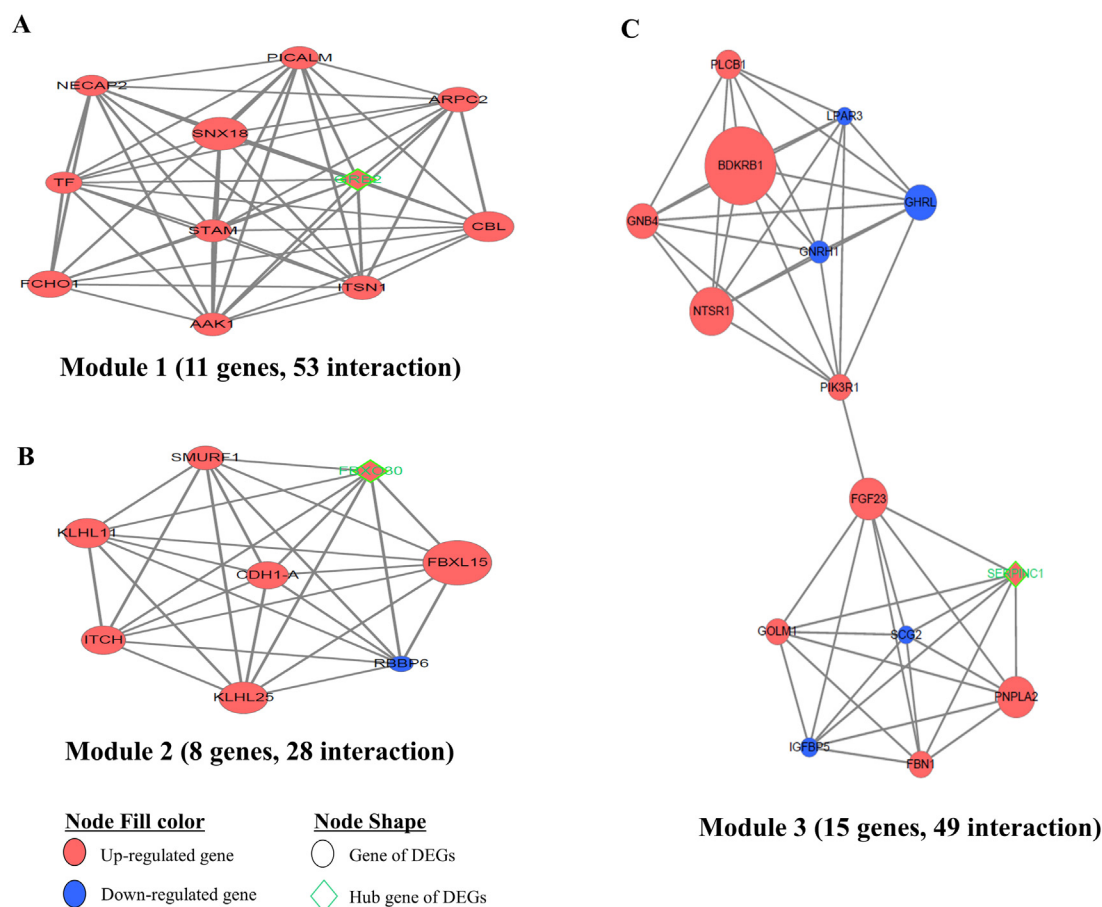 A
PICALM
NECAP2
ARPC2
SNX18
TF
GRB2
STAM
CBL
FCHO1
ITSN1
AAK1
Module 1 (11 genes, 53 interaction)
B
SMURF1
FBXO30
KLHL11
FBXL15
CDH1-A
ITCH
RBBP6
KLHL25
Module 2 (8 genes, 28 interaction)
Node Fill color
Up-regulated gene
Down-regulated gene
Node Shape
Gene of DEGs
Hub gene of DEGs
C
PLCB1
LPAR3
BDKRB1
GHRL
GNB4
GNRH1
NTSR1
PIK3R1
FGF23
SERPINC1
GOLM1
SCG2
PNPLA2
IGFBP5
FBN1
Module 3 (15 genes, 49 interaction)